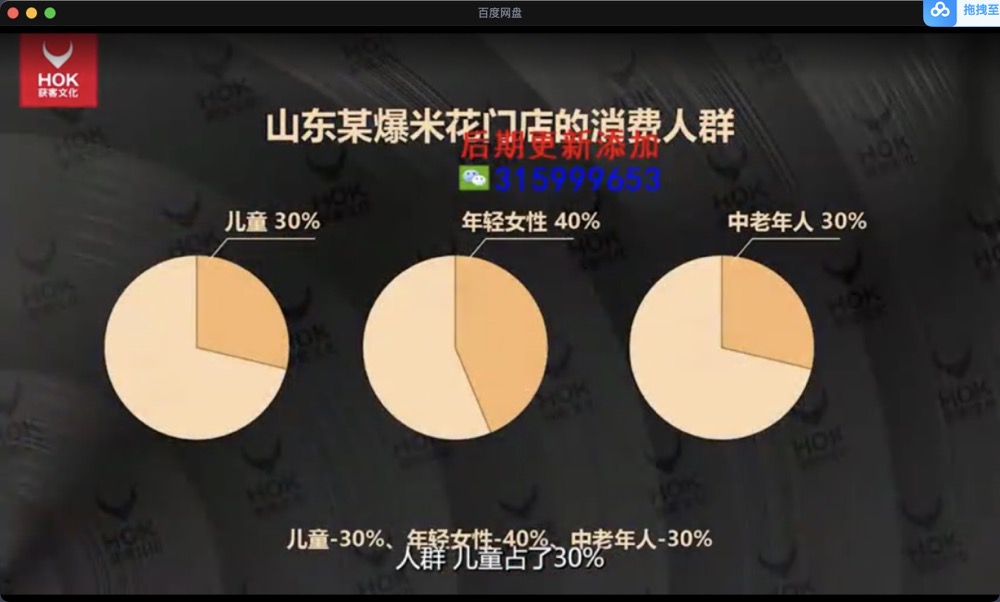 百度网盘
拖拽至
HOK
获客文化
山东某爆米花门店的消费人群
后期更新添加
315999653
儿童 30%
年轻女性 40%
中老年人 30%
儿童-30%、年轻女性-40%、中老年人-30%
人群 儿童占了30%